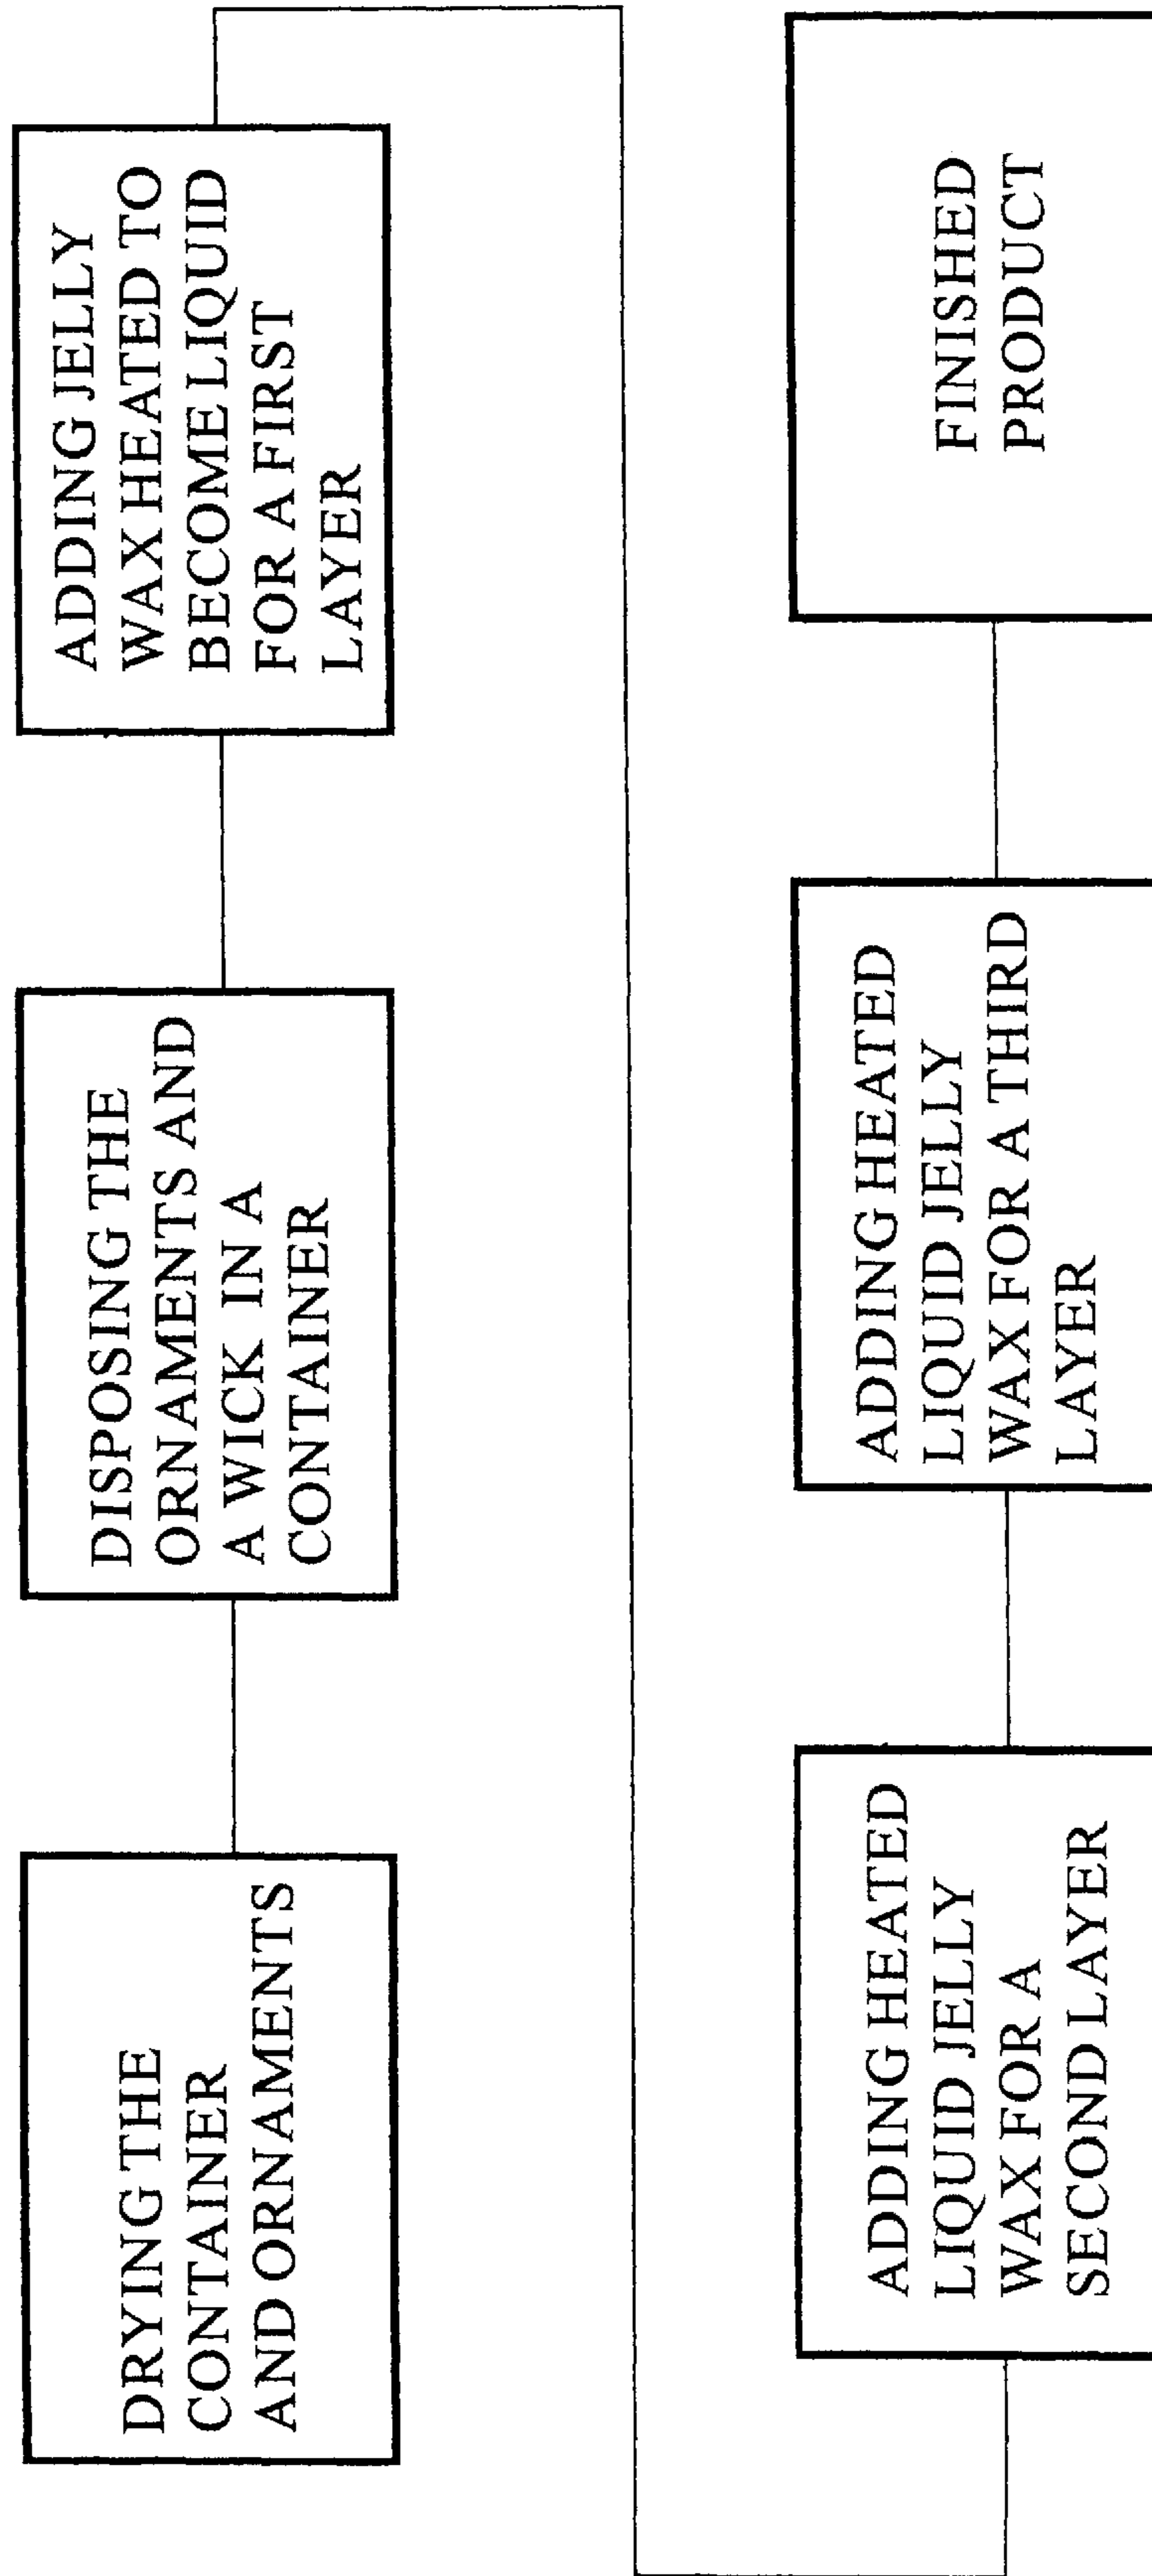 DRYING THE
CONTAINER
AND ORNAMENTS
DISPOSING THE
ORNAMENTS AND
A WICK IN A
CONTAINER
ADDING JELLY
WAX HEATED TO
BECOME LIQUID
FOR A FIRST
LAYER
ADDING HEATED
LIQUID JELLY
WAX FOR A
SECOND LAYER
ADDING HEATED
LIQUID JELLY
WAX FOR A THIRD
LAYER
FINISHED
PRODUCT